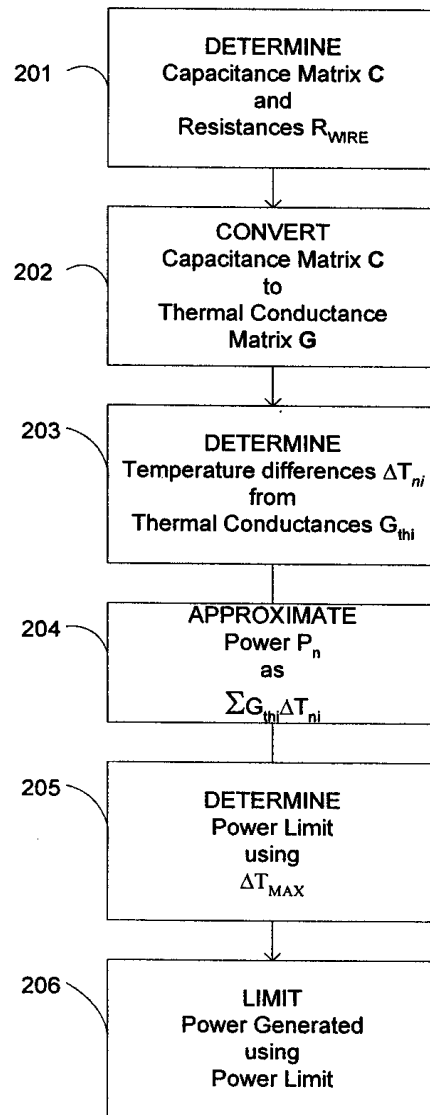 201
DETERMINE
Capacitance Matrix C
and
Resistances R_WIRE
202
CONVERT
Capacitance Matrix C
to
Thermal Conductance
Matrix G
203
DETERMINE
Temperature differences ΔT_ni
from
Thermal Conductances G_thi
204
APPROXIMATE
Power P_n
as
ΣG_thiΔT_ni
205
DETERMINE
Power Limit
using
ΔT_MAX
206
LIMIT
Power Generated
using
Power Limit